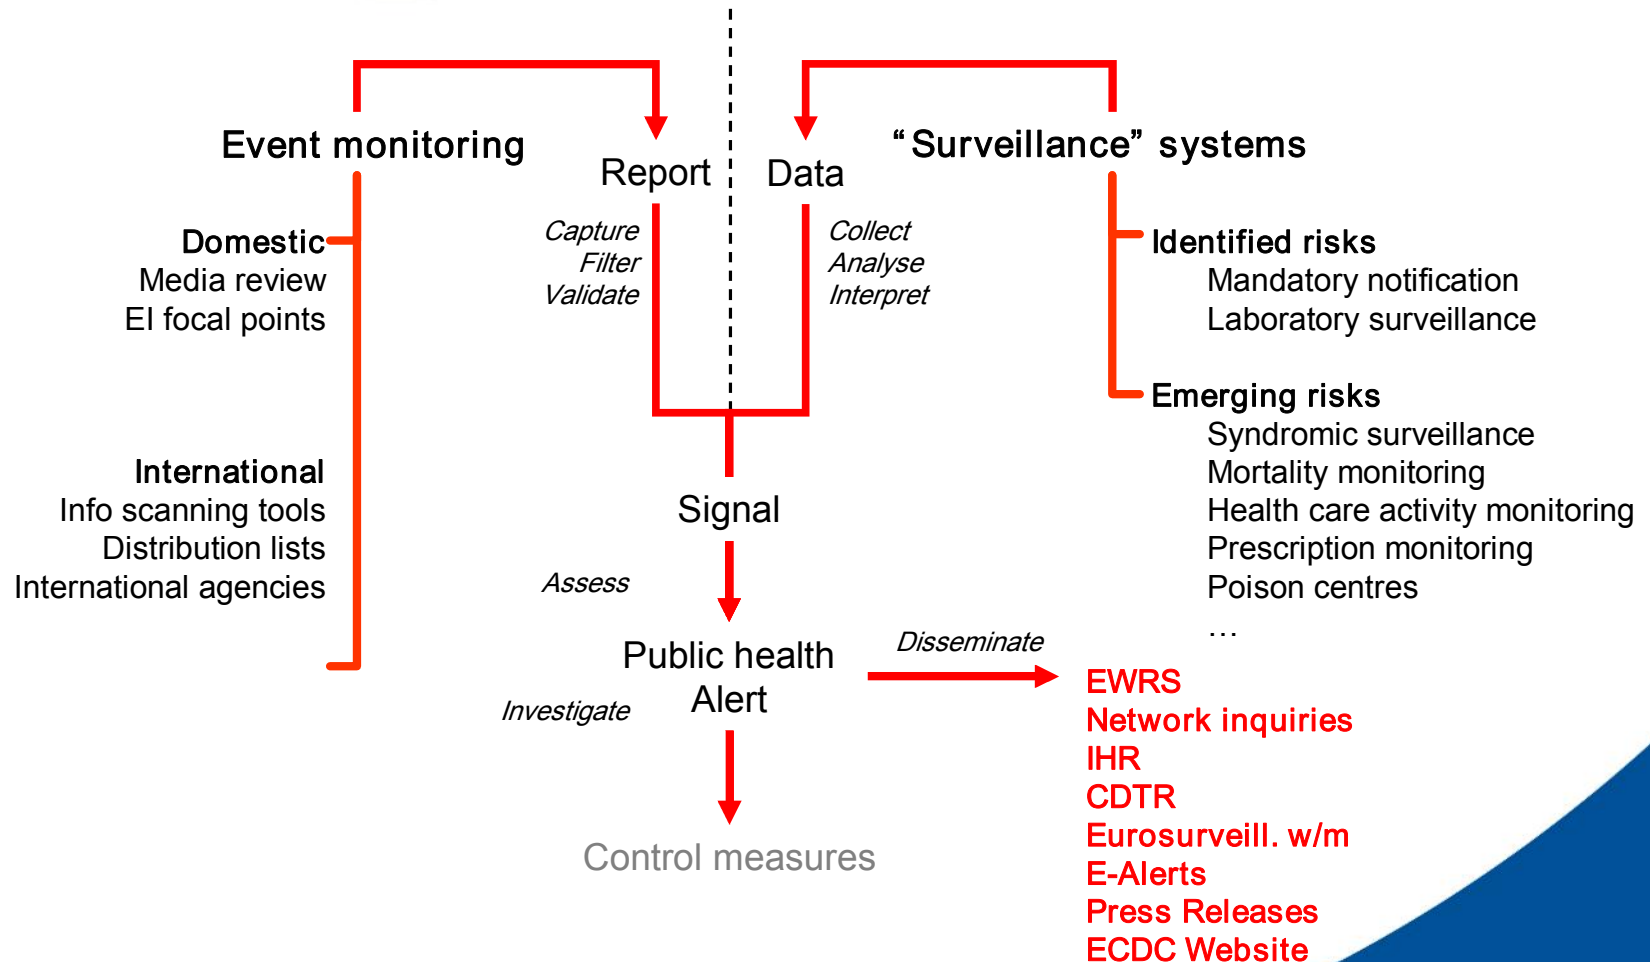 Event monitoring
Report
Data
“Surveillance” systems
Capture
Filter
Validate
Collect
Analyse
Interpret
Domestic
Media review
EI focal points
International
Info scanning tools
Distribution lists
International agencies
Identified risks
Mandatory notification
Laboratory surveillance
Emerging risks
Syndromic surveillance
Mortality monitoring
Health care activity monitoring
Prescription monitoring
Poison centres
…
Signal
Assess
Public health
Alert
Disseminate
Investigate
Control measures
EWRS
Network inquiries
IHR
CDTR
Eurosurveill. w/m
E-Alerts
Press Releases
ECDC Website